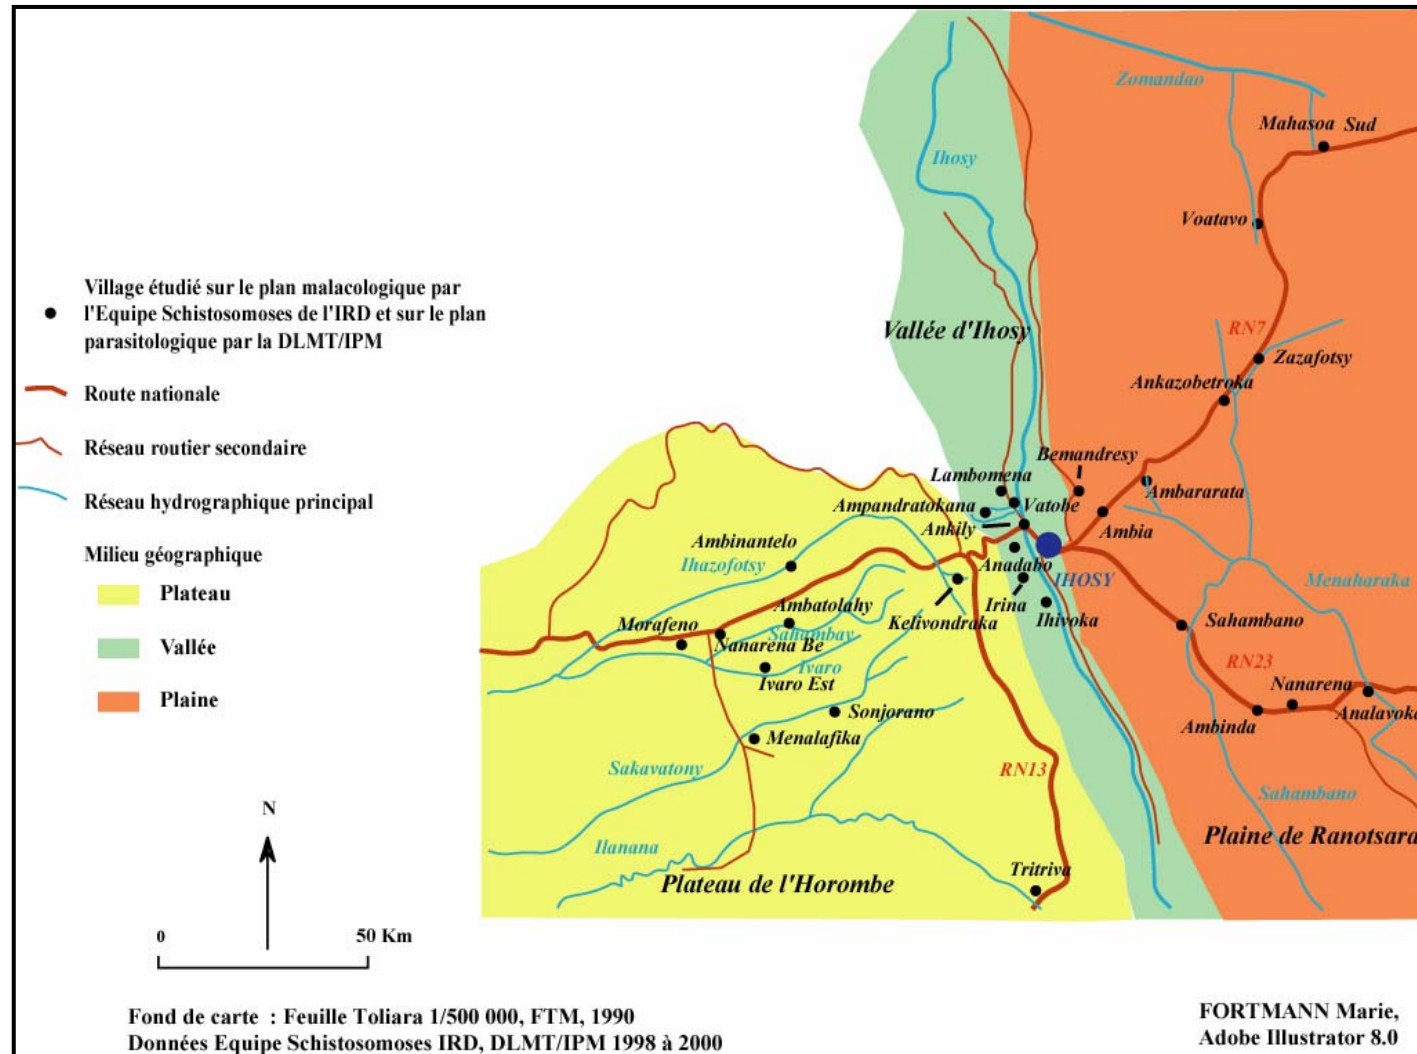 Zomandao
Mahasoa Sud
Ihosy
Voatavo
Village étudié sur le plan malacologique par
l'Equipe Schistosomoses de l'IRD et sur le plan
parasitologique par la DLMT/IPM
Route nationale
Réseau routier secondaire
Réseau hydrographique principal
Milieu géographique
Plateau
Vallée
Plaine
Vallée d'Ihosy
RN7
Zazafotsy
Ankazobetroka
Bemandresy
Lambomena
Ambararata
Ampandratokana
Vatobe
Ankily
Ambia
Ambinantelo
Ihazofotsy
Anadabo
IHOSY
Menaharaka
Irina
Ihivoka
Kelivondraka
Ambatolahy
Sahambay
Morafeno
Nanarena Be
Ivaro
Ivaro Est
Sahambano
RN23
Nanarena
Ambinda
Analavoka
Sonjorano
Menalafika
Sakavatony
RN13
Sahambano
Plaine de Ranotsara
Ilanana
Tritriva
Plateau de l'Horombe
N
0 50 Km
Fond de carte : Feuille Toliara 1/500 000, FTM, 1990
Données Equipe Schistosomoses IRD, DLMT/IPM 1998 à 2000
FORTMANN Marie,
Adobe Illustrator 8.0